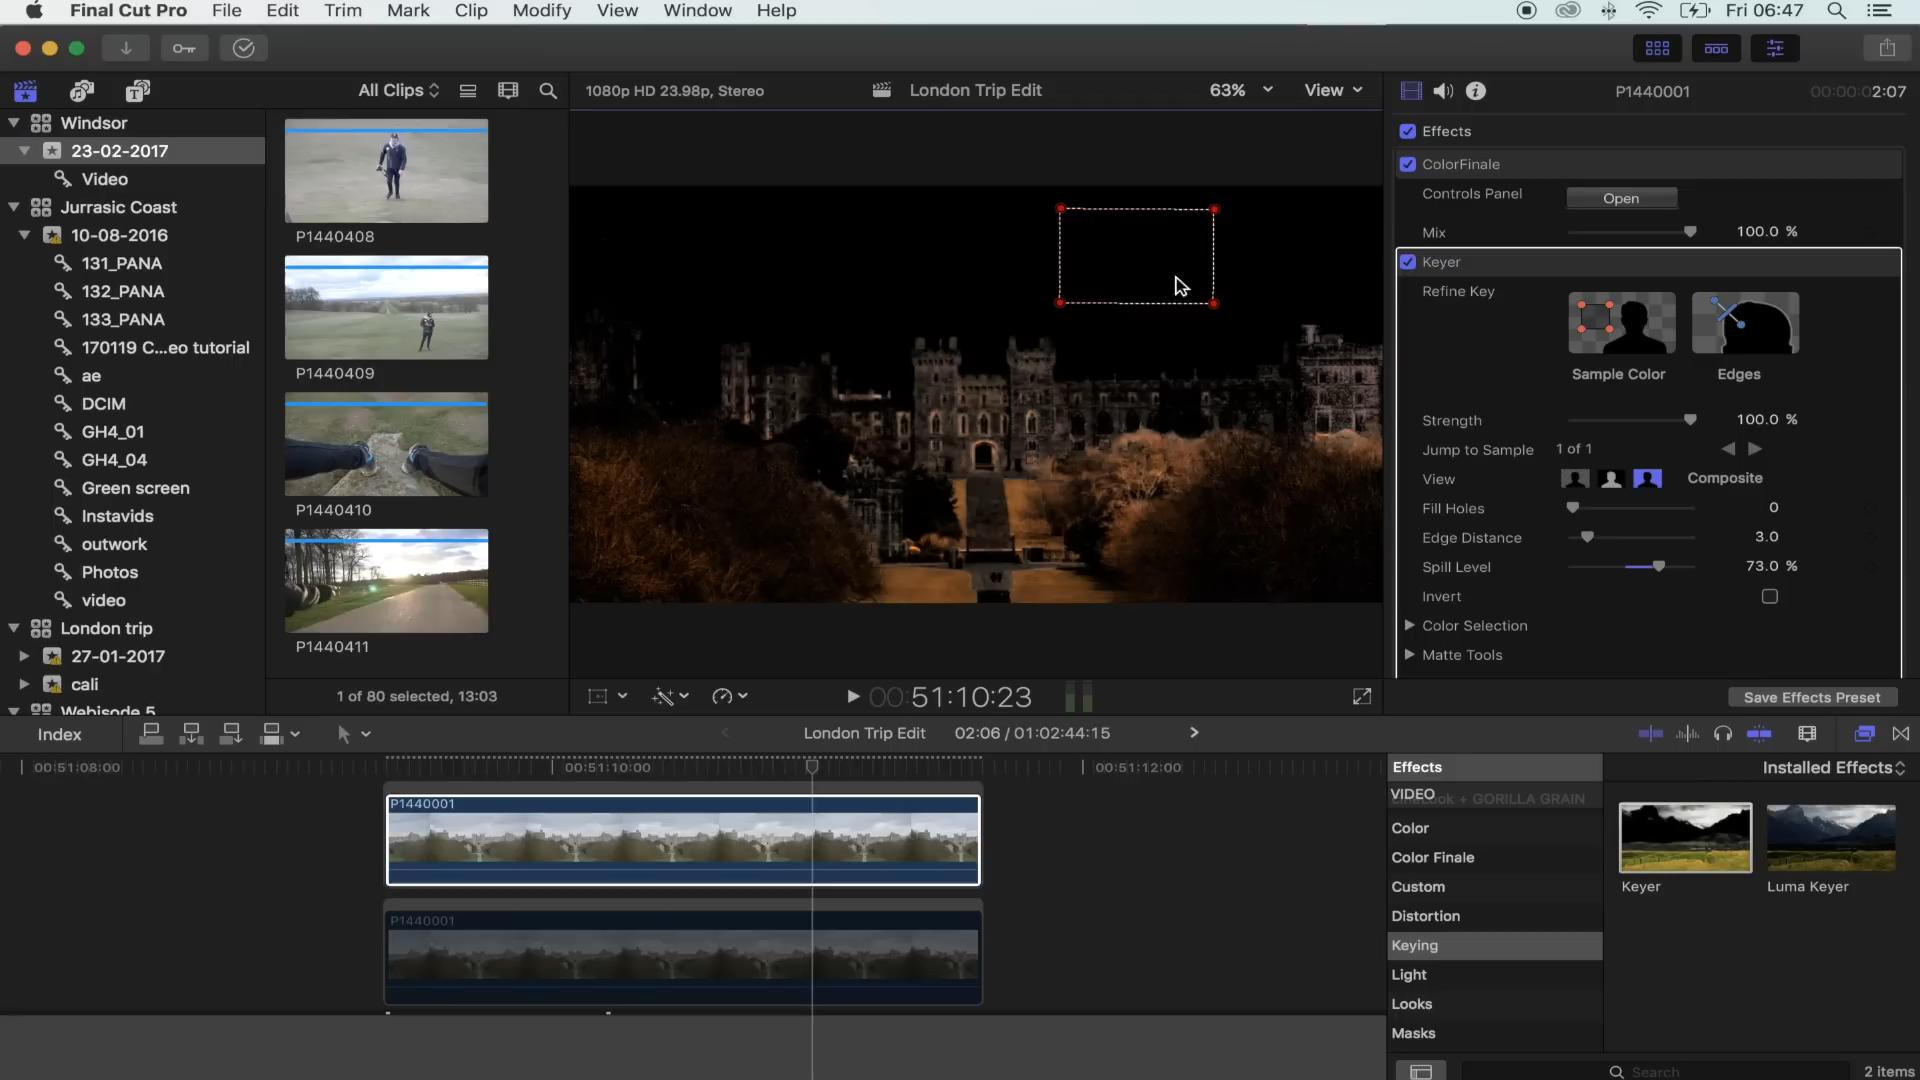 Final Cut Pro File Edit Trim Mark Clip Modify View Window Help Fri 06:47
All Clips 1080p HD 23.98p, Stereo London Trip Edit 63% View P1440001 00:00:02:07
Windsor
23-02-2017
Video
Jurrasic Coast
10-08-2016
131_PANA
132_PANA
133_PANA
170119 C...eo tutorial
ae
DCIM
GH4_01
GH4_04
Green screen
Instavids
outwork
Photos
video
London trip
27-01-2017
cali
Webisode 5
P1440408
P1440409
P1440410
P1440411
1 of 80 selected, 13:03
00:51:10:23
Effects
ColorFinale
Controls Panel Open
Mix 100.0 %
Keyer
Refine Key
Sample Color Edges
Strength 100.0 %
Jump to Sample 1 of 1
View Composite
Fill Holes 0
Edge Distance 3.0
Spill Level 73.0 %
Invert
Color Selection
Matte Tools
Save Effects Preset
Index London Trip Edit 02:06 / 01:02:44:15
00:51:08:00 00:51:10:00 00:51:12:00
P1440001
P1440001
Effects Installed Effects
VIDEO
CineLook + GORILLA GRAIN
Color
Color Finale
Custom
Distortion
Keying
Light
Looks
Masks
Keyer Luma Keyer
Search 2 items